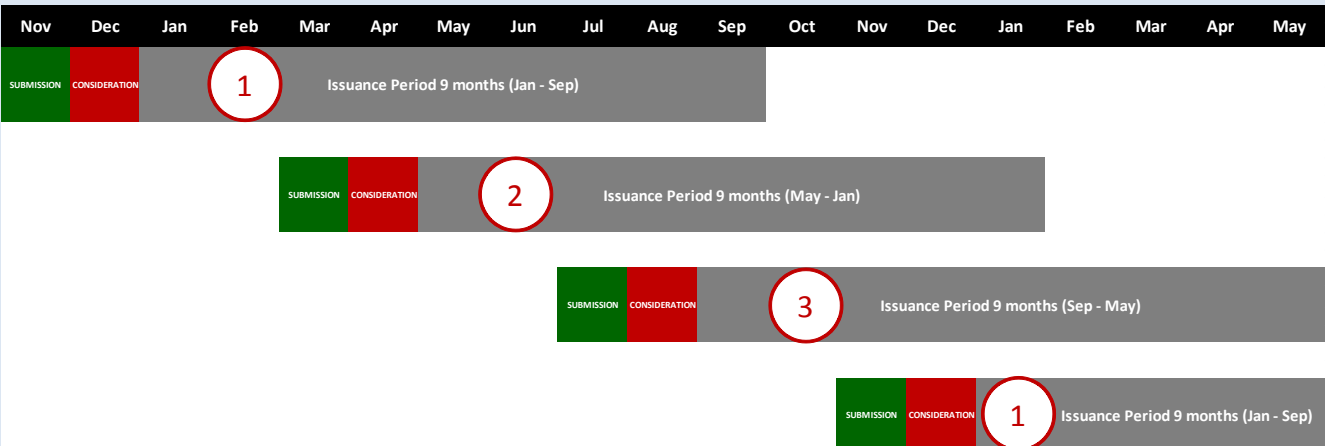 Nov Dec Jan Feb Mar Apr May Jun Jul Aug Sep Oct Nov Dec Jan Feb Mar Apr May
SUBMISSION CONSIDERATION 1 Issuance Period 9 months (Jan - Sep)
SUBMISSION CONSIDERATION 2 Issuance Period 9 months (May - Jan)
SUBMISSION CONSIDERATION 3 Issuance Period 9 months (Sep - May)
SUBMISSION CONSIDERATION 1 Issuance Period 9 months (Jan - Sep)